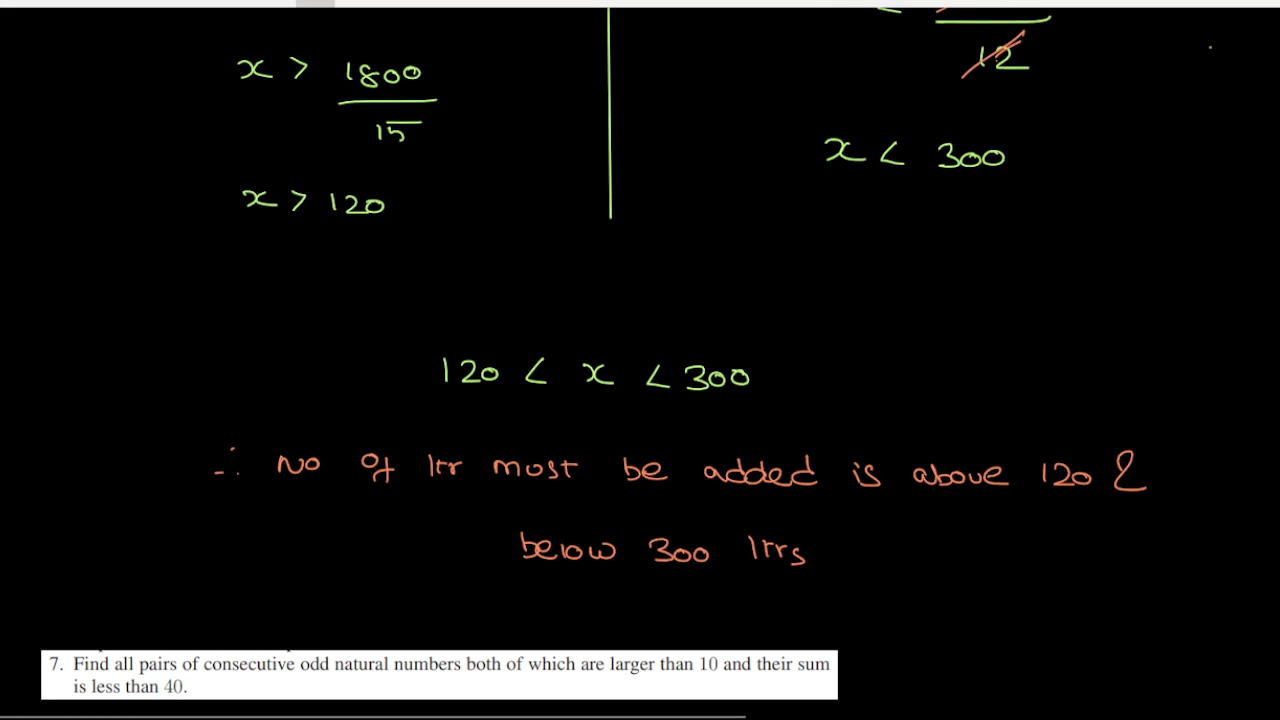 x > 1800
15
x > 120
12
x < 300
120 < x < 300
∴ No of ltr must be added is above 120 &
below 300 ltrs
7. Find all pairs of consecutive odd natural numbers both of which are larger than 10 and their sum
is less than 40.